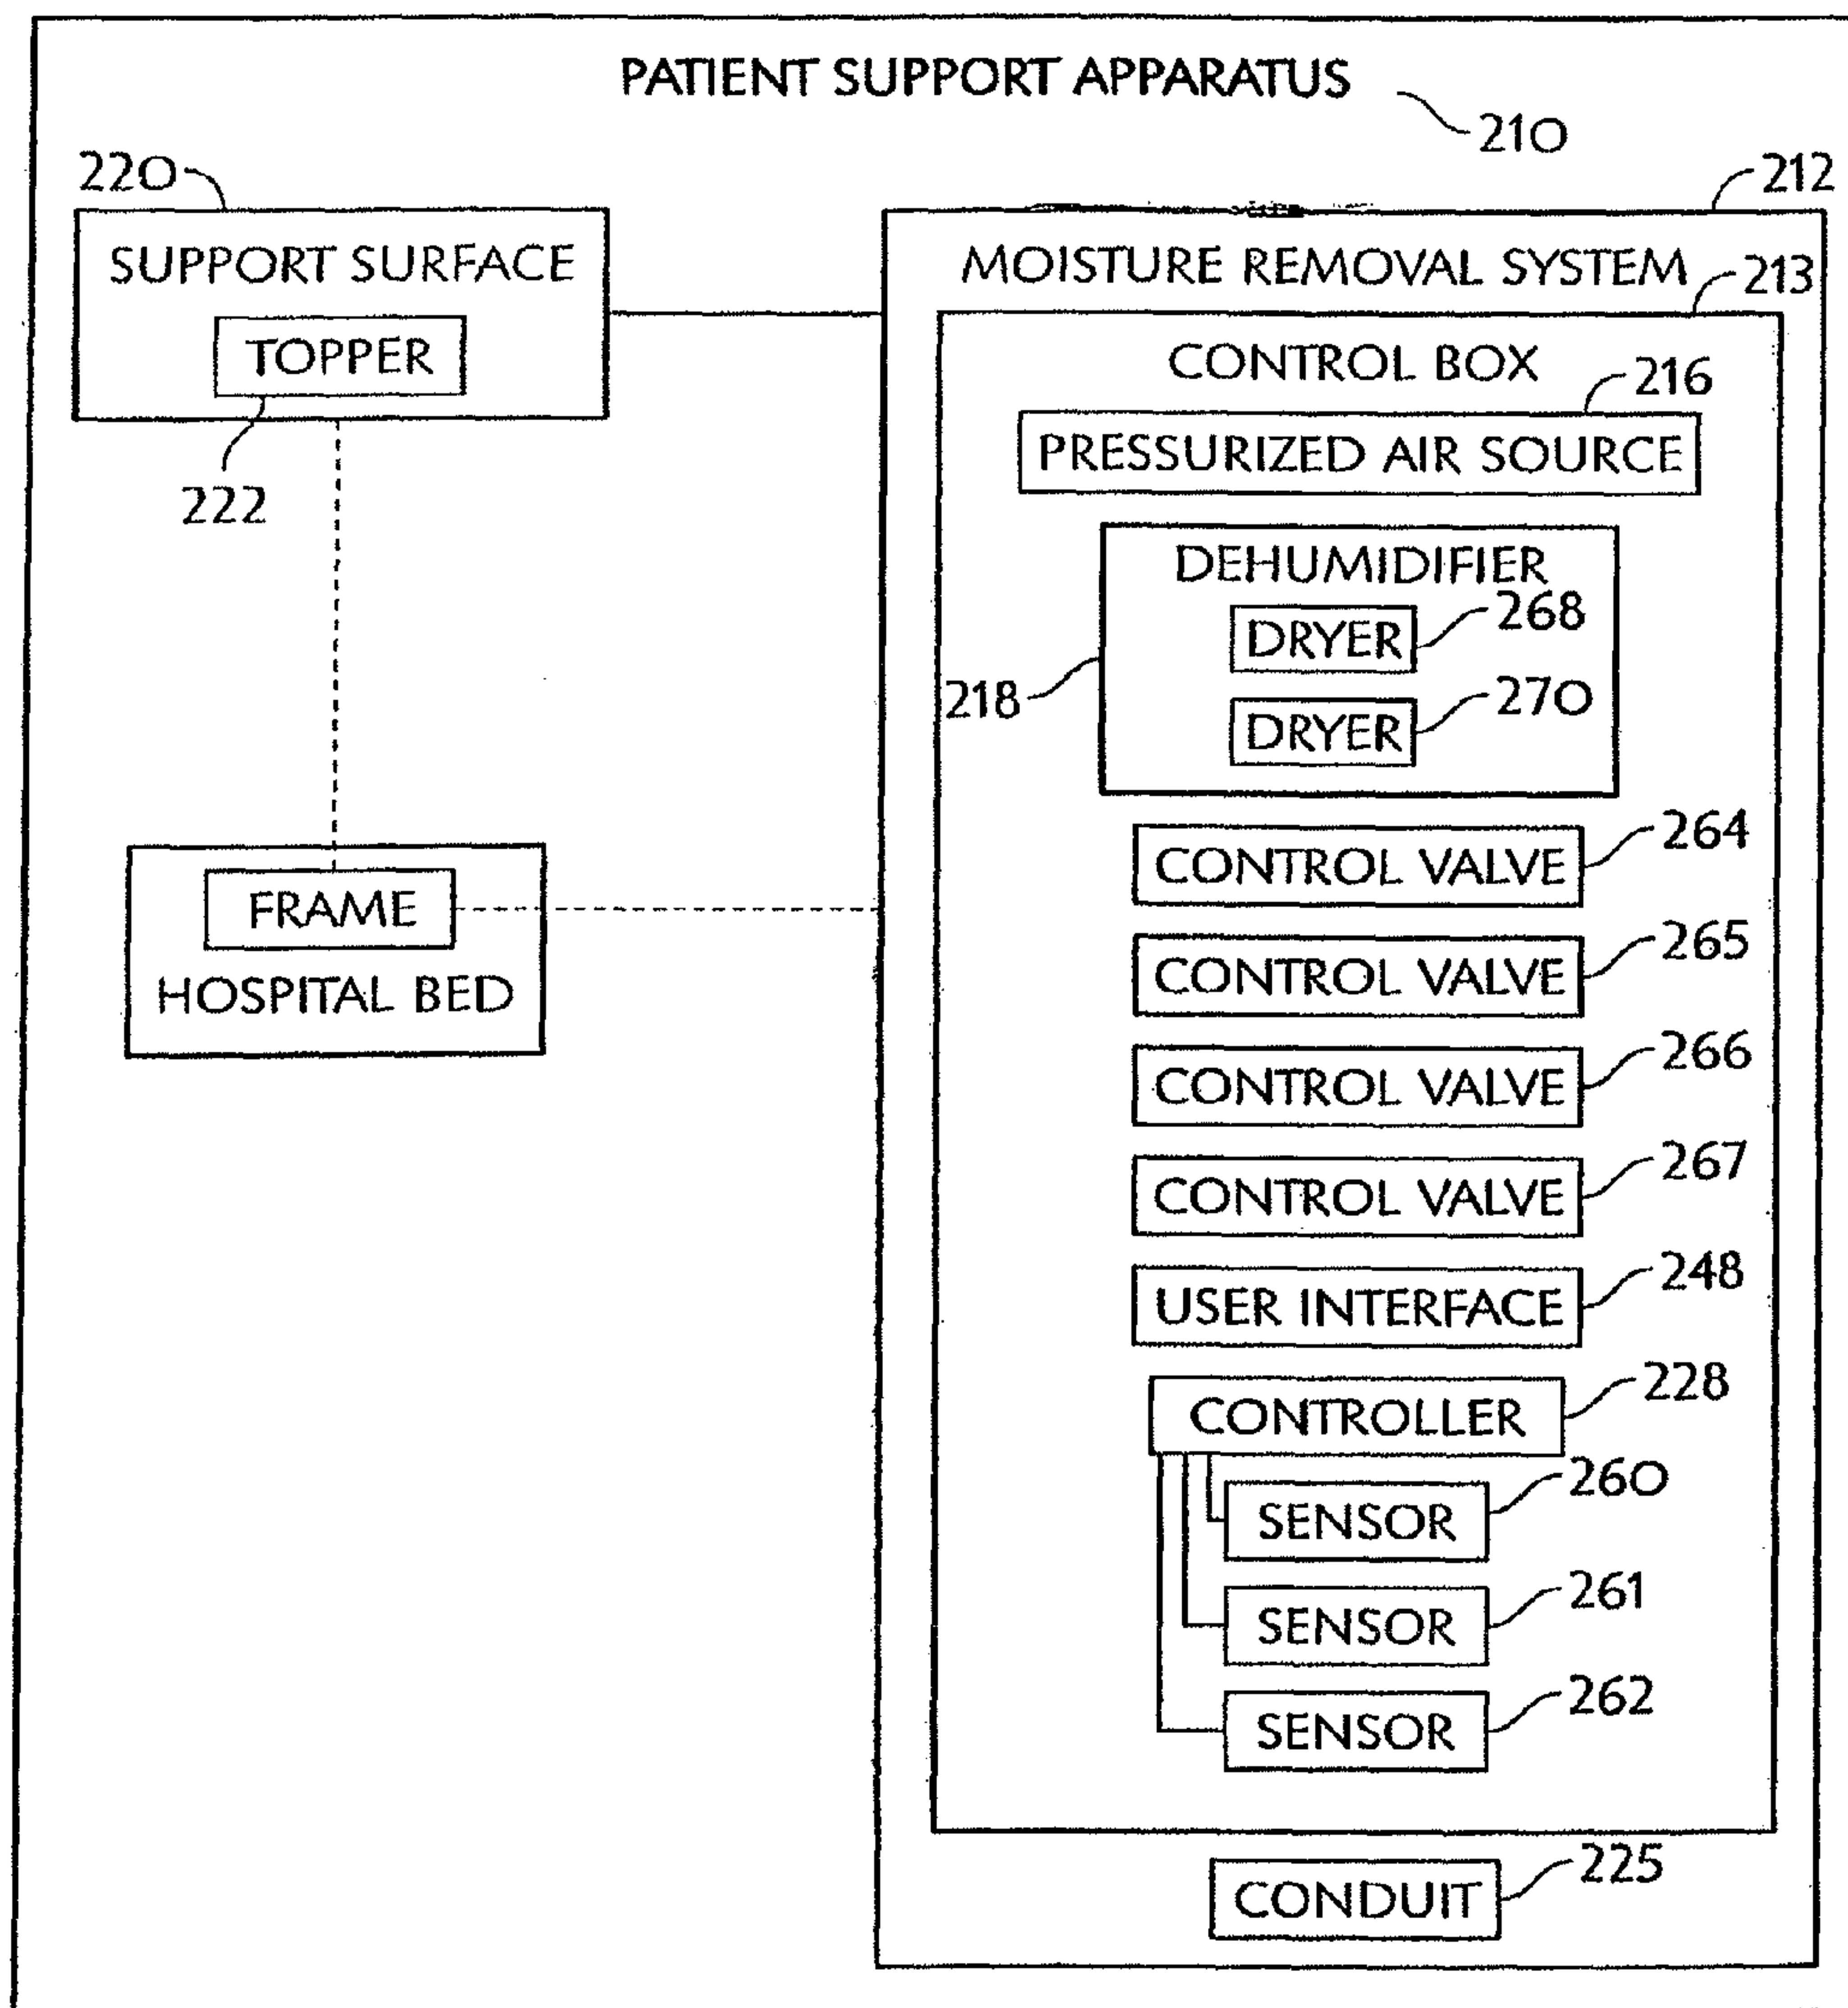 PATIENT SUPPORT APPARATUS
210
220
212
SUPPORT SURFACE
MOISTURE REMOVAL SYSTEM
213
TOPPER
222
CONTROL BOX
216
PRESSURIZED AIR SOURCE
DEHUMIDIFIER
DRYER
268
218
DRYER
270
CONTROL VALVE
264
FRAME
HOSPITAL BED
CONTROL VALVE
265
CONTROL VALVE
266
CONTROL VALVE
267
USER INTERFACE
248
CONTROLLER
228
SENSOR
260
SENSOR
261
SENSOR
262
CONDUIT
225